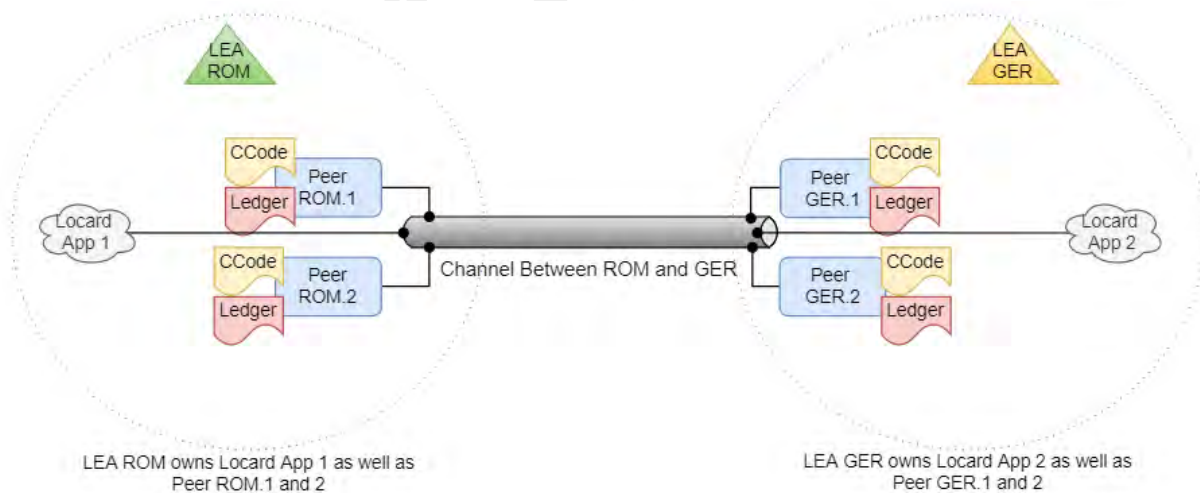 LEA
ROM
LEA
GER
CCode
Peer
ROM.1
Ledger
Locard
App 1
CCode
Peer
ROM.2
Ledger
Channel Between ROM and GER
Peer
GER.1
CCode
Ledger
Locard
App 2
Peer
GER.2
CCode
Ledger
LEA ROM owns Locard App 1 as well as
Peer ROM.1 and 2
LEA GER owns Locard App 2 as well as
Peer GER.1 and 2